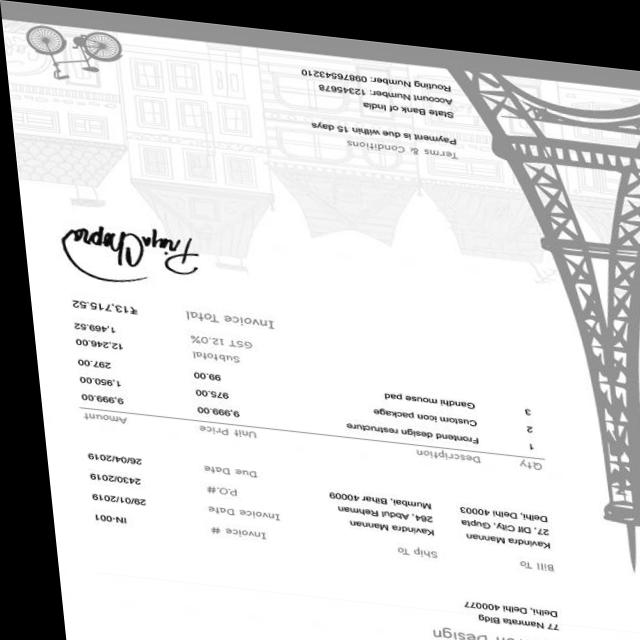 Design
77 Namrata Bldg
Delhi, Delhi 400077
Bill To
Kavindra Mannan
27, Dlf City, Gupta
Delhi, Delhi 40003
Ship To
Kavindra Mannan
264, Abdul Rehman
Mumbai, Bihar 40009
Invoice # IN-001
Invoice Date 29/01/2019
P.O.# 2430/2019
Due Date 26/04/2019
Qty Description Unit Price Amount
1 Frontend design restructure 9,999.00 9,999.00
2 Custom icon package 975.00 1,950.00
3 Gandhi mouse pad 99.00 297.00
Subtotal 12,246.00
GST 12.0% 1,469.52
Invoice Total ₹13,715.52
Priya Chopra
Terms & Conditions
Payment is due within 15 days
State Bank of India
Account Number: 12345678
Routing Number: 09876543210